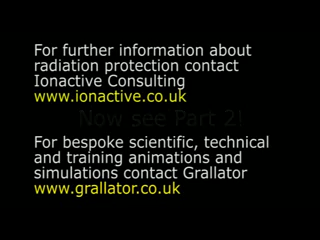 For further information about
radiation protection contact
Ionactive Consulting
www.ionactive.co.uk
Now see Part 2!
For bespoke scientific, technical
and training animations and
simulations contact Grallator
www.grallator.co.uk